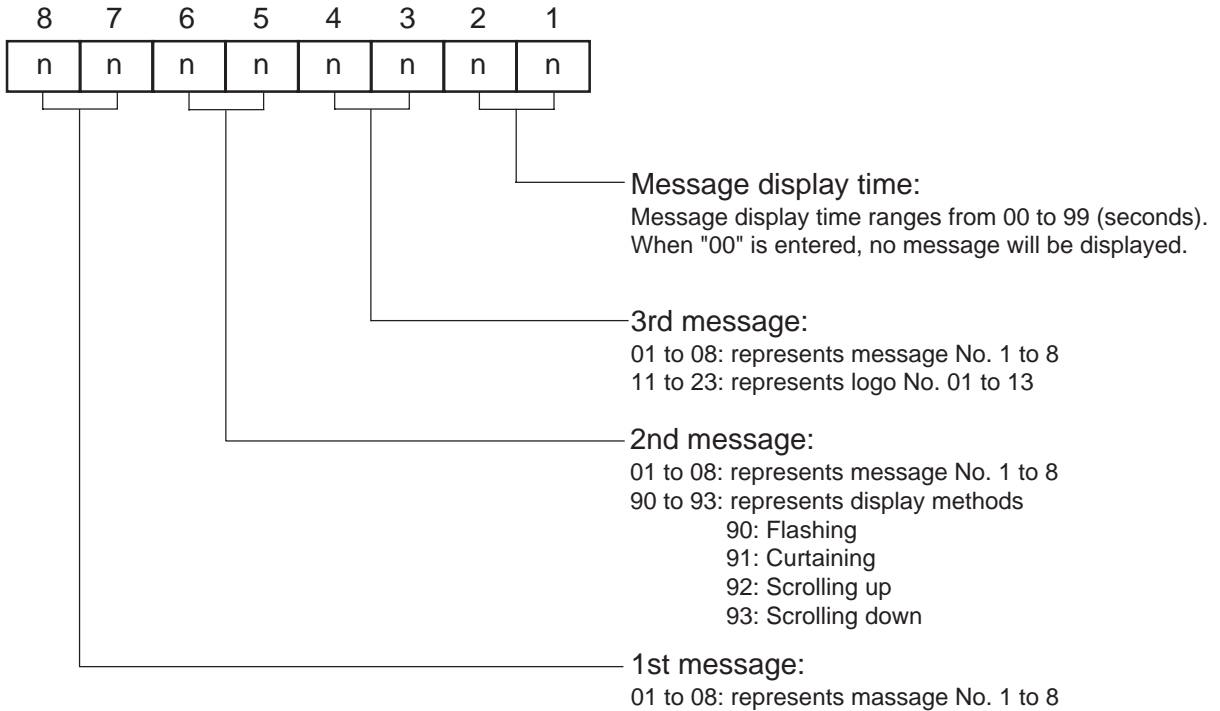 8 7 6 5 4 3 2 1
n n n n n n n n
Message display time:
Message display time ranges from 00 to 99 (seconds).
When "00" is entered, no message will be displayed.
3rd message:
01 to 08: represents message No. 1 to 8
11 to 23: represents logo No. 01 to 13
2nd message:
01 to 08: represents message No. 1 to 8
90 to 93: represents display methods
90: Flashing
91: Curtaining
92: Scrolling up
93: Scrolling down
1st message:
01 to 08: represents massage No. 1 to 8